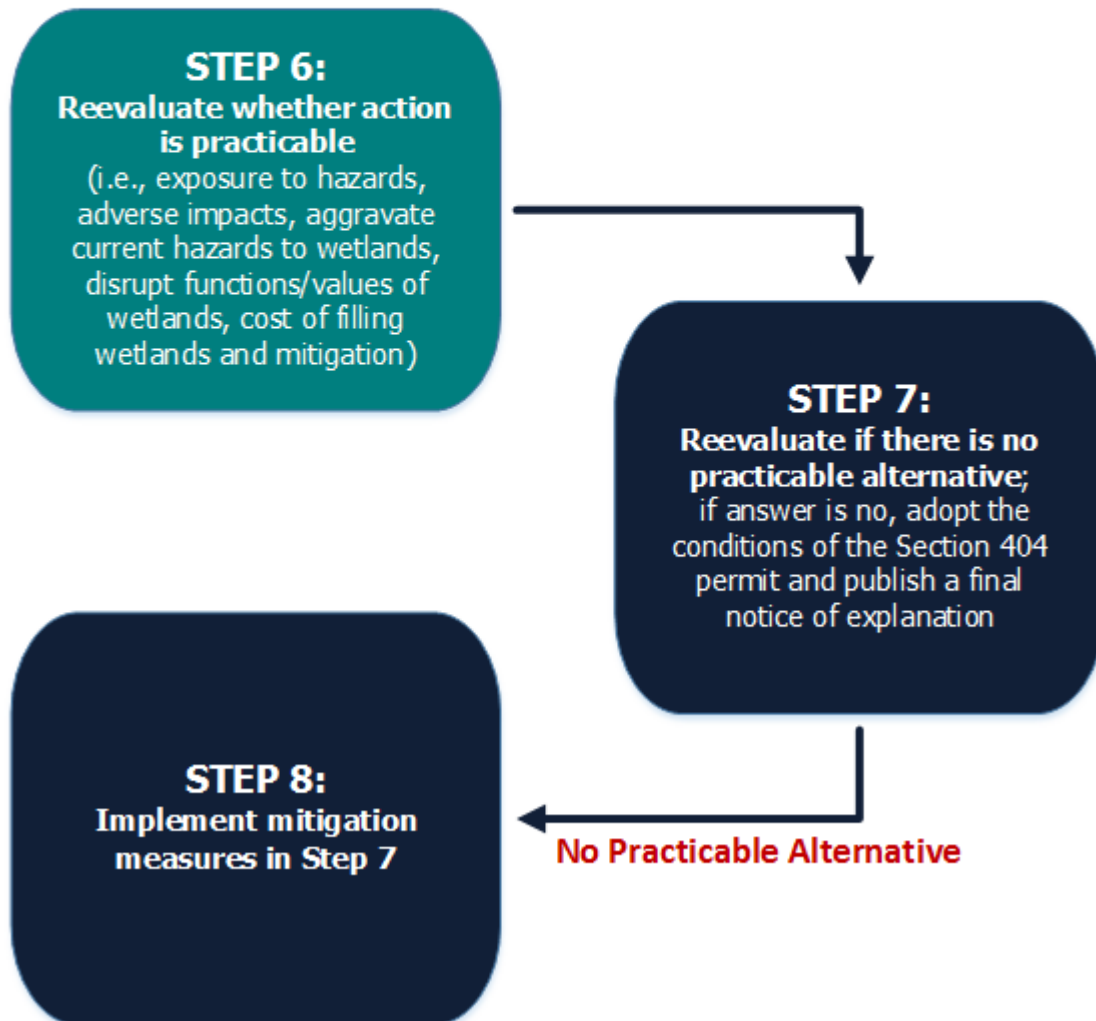 STEP 6:
Reevaluate whether action
is practicable
(i.e., exposure to hazards,
adverse impacts, aggravate
current hazards to wetlands,
disrupt functions/values of
wetlands, cost of filling
wetlands and mitigation)
STEP 7:
Reevaluate if there is no
practicable alternative;
if answer is no, adopt the
conditions of the Section 404
permit and publish a final
notice of explanation
STEP 8:
Implement mitigation
measures in Step 7
No Practicable Alternative